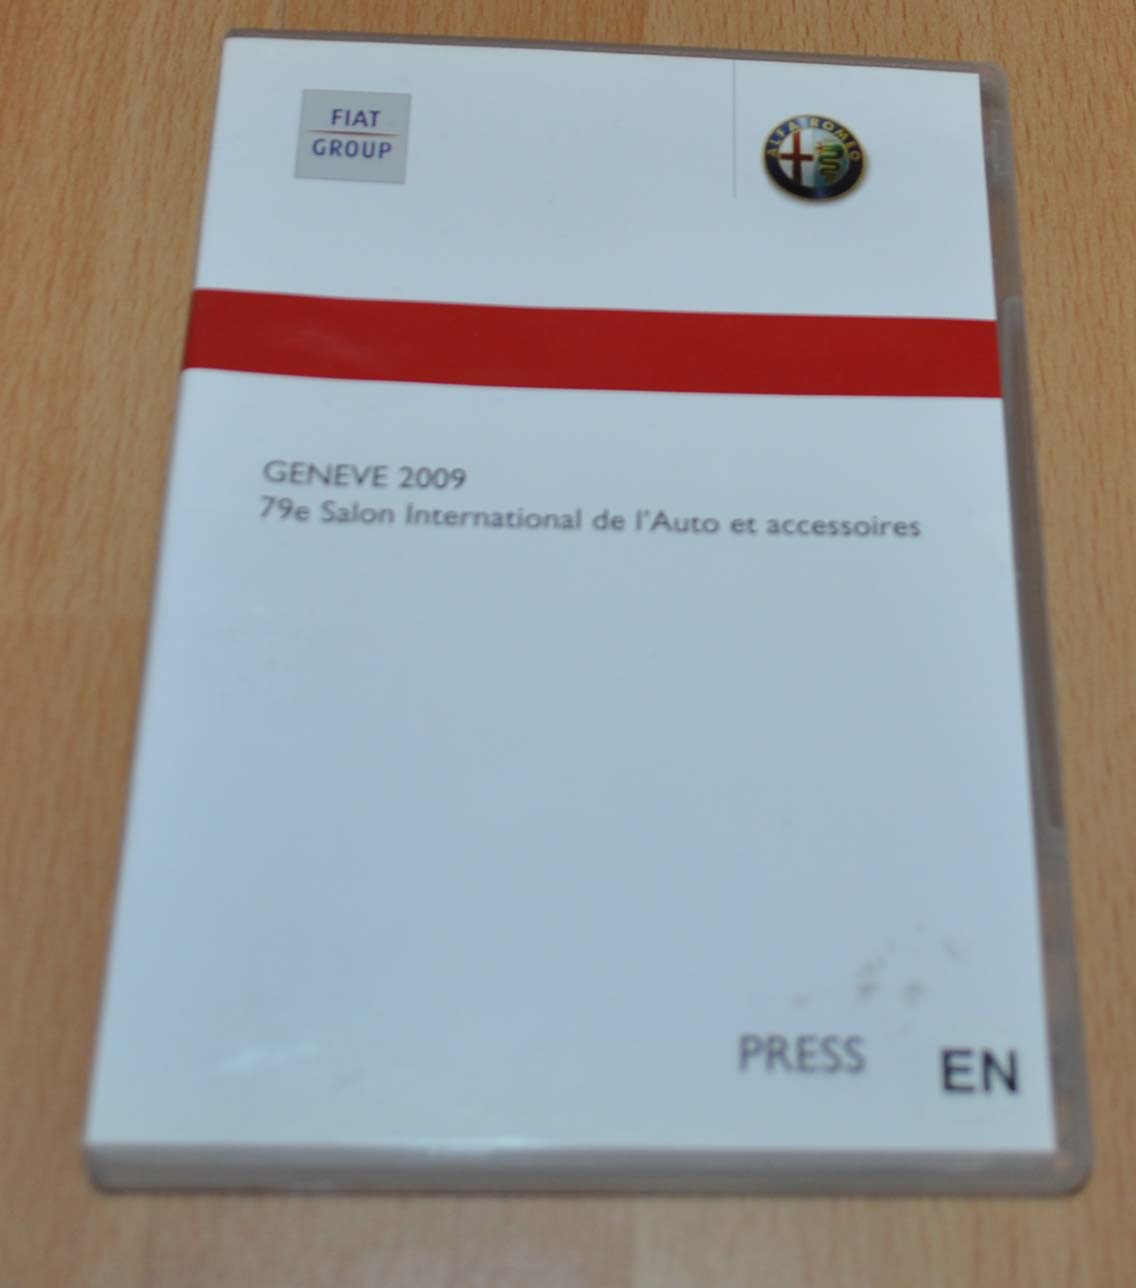 FIAT
GROUP
ALFA ROMEO
GENEVE 2009
79e Salon International de l'Auto et accessoires
PRESS
EN